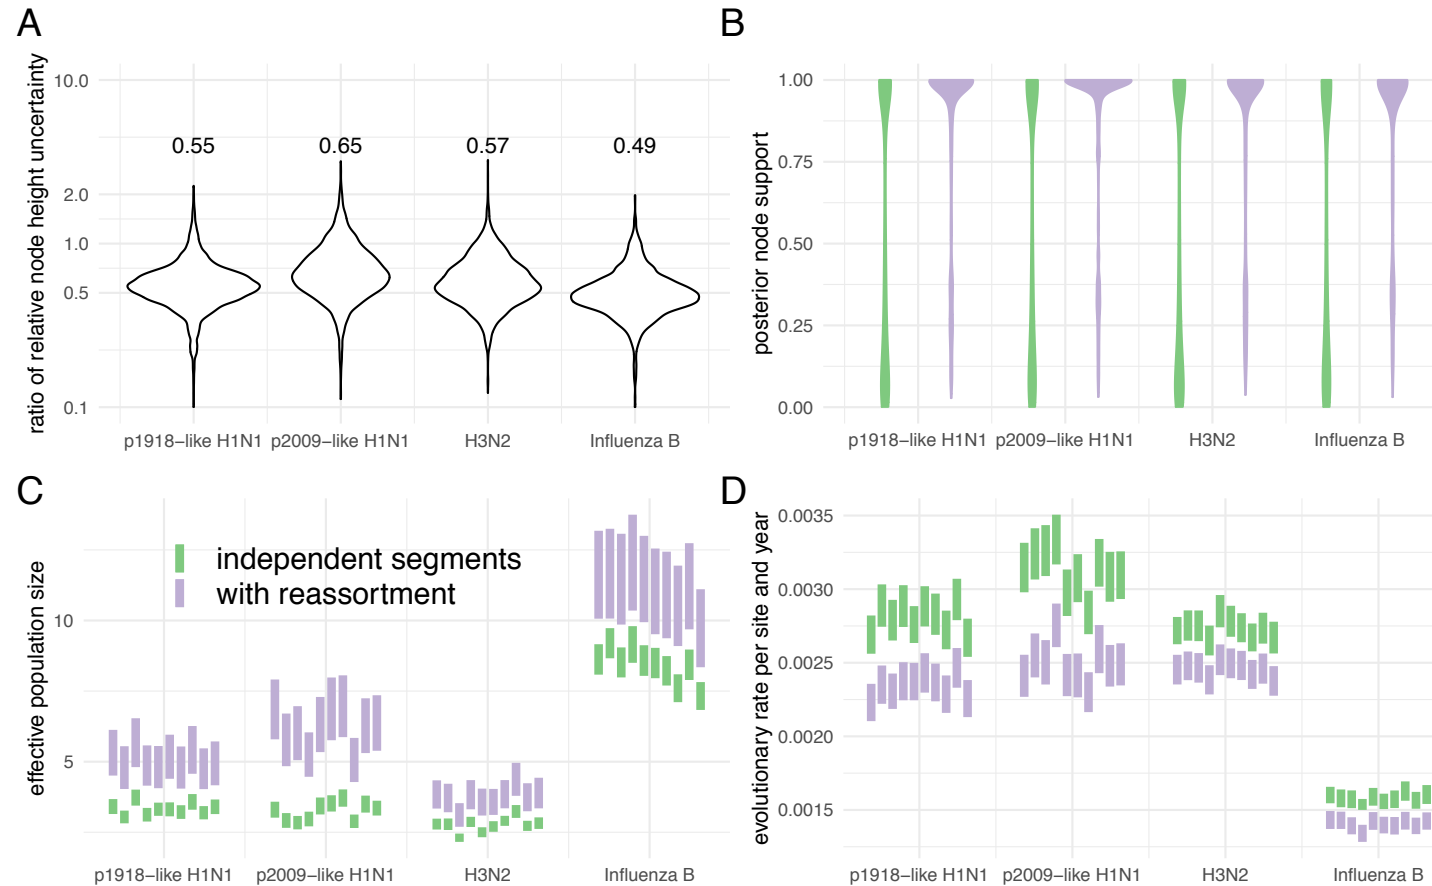 A
ratio of relative node height uncertainty
10.0
2.0
1.0
0.5
0.1
0.55
0.65
0.57
0.49
p1918−like H1N1
p2009−like H1N1
H3N2
Influenza B
B
posterior node support
1.00
0.75
0.50
0.25
0.00
p1918−like H1N1
p2009−like H1N1
H3N2
Influenza B
C
effective population size
10
5
independent segments
with reassortment
p1918−like H1N1
p2009−like H1N1
H3N2
Influenza B
D
evolutionary rate per site and year
0.0035
0.0030
0.0025
0.0020
0.0015
p1918−like H1N1
p2009−like H1N1
H3N2
Influenza B